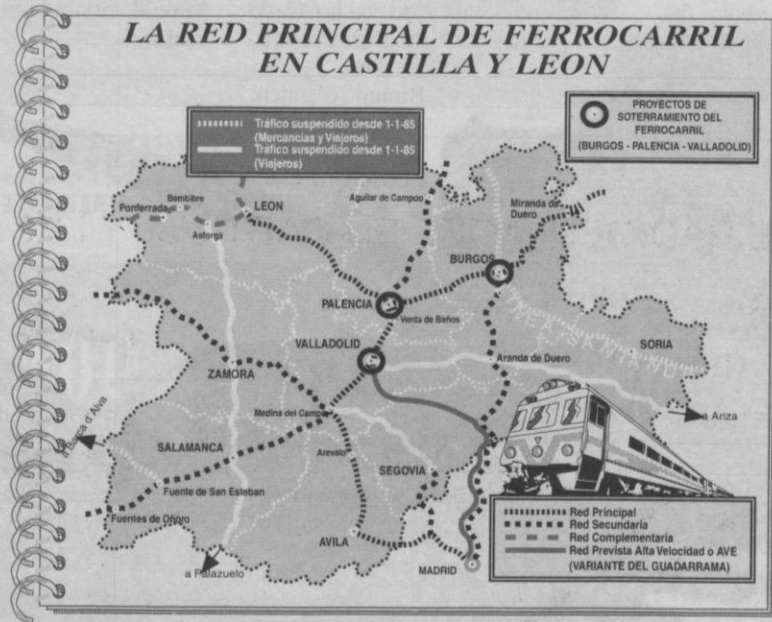 LA RED PRINCIPAL DE FERROCARRIL
EN CASTILLA Y LEON
Tráfico suspendido desde 1-1-85
(Mercancías y Viajeros)
Tráfico suspendido desde 1-1-85
(Viajeros)
PROYECTOS DE
SOTERRAMIENTO DEL
FERROCARRIL
(BURGOS - PALENCIA - VALLADOLID)
Ponferrada
Bembibre
Astorga
LEON
Aguilar de Campoo
Miranda de
Duero
BURGOS
PALENCIA
Venta de Baños
VALLADOLID
SORIA
Aranda de Duero
ZAMORA
Medina del Campo
a Ariza
Barca d'Alva
SALAMANCA
Arevalo
SEGOVIA
Fuente de San Esteban
Fuentes de Oñoro
AVILA
a Palazuelo
MADRID
Red Principal
Red Secundaria
Red Complementaria
Red Prevista Alta Velocidad o AVE
(VARIANTE DEL GUADARRAMA)